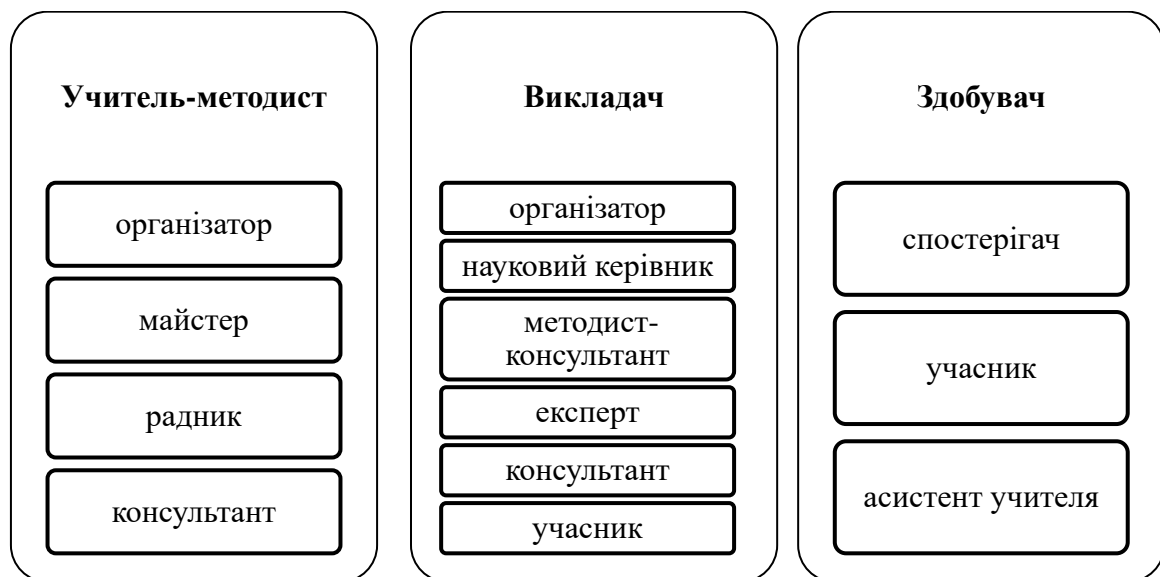 Учитель-методист
організатор
майстер
радник
консультант
Викладач
організатор
науковий керівник
методист-
консультант
експерт
консультант
учасник
Здобувач
спостерігач
учасник
асистент учителя